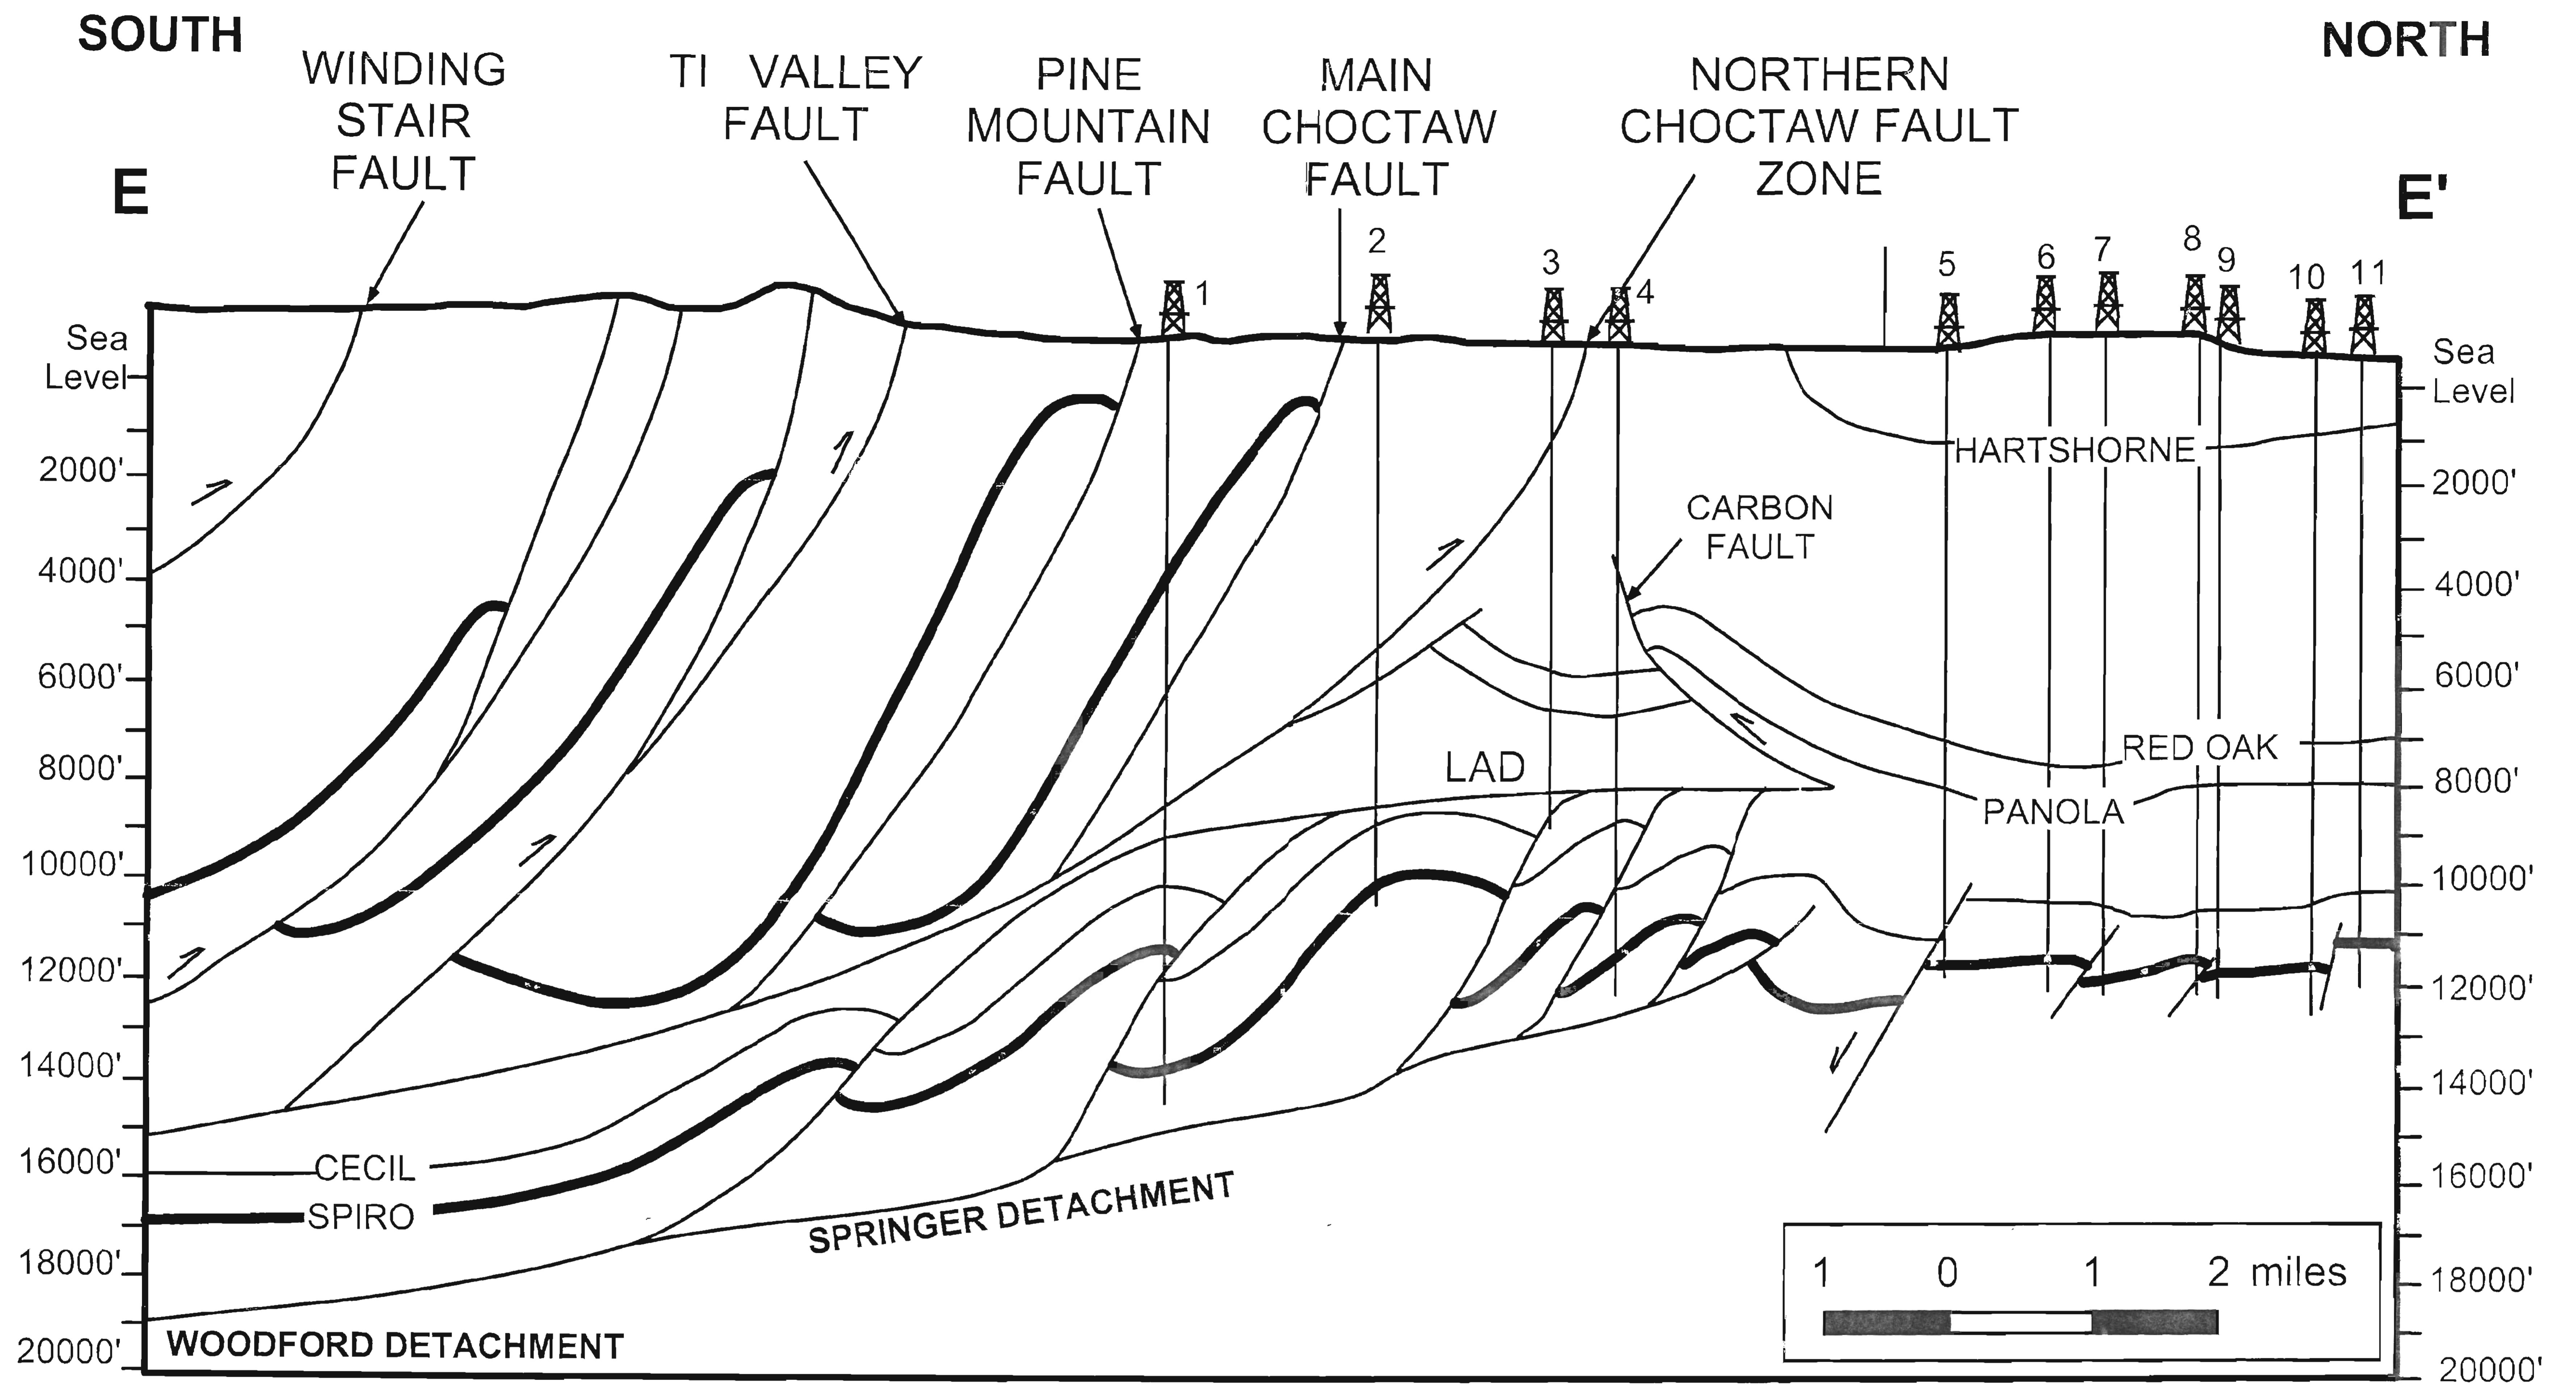 SOUTH
NORTH
WINDING
STAIR
FAULT
TI VALLEY
FAULT
PINE
MOUNTAIN
FAULT
MAIN
CHOCTAW
FAULT
NORTHERN
CHOCTAW FAULT
ZONE
E
E'
1
2
3
4
5
6
7
8
9
10
11
Sea
Level
2000'
4000'
6000'
8000'
10000'
12000'
14000'
16000'
18000'
20000'
Sea
Level
2000'
4000'
6000'
8000'
10000'
12000'
14000'
16000'
18000'
20000'
HARTSHORNE
CARBON
FAULT
RED OAK
LAD
PANOLA
CECIL
SPIRO
SPRINGER DETACHMENT
WOODFORD DETACHMENT
1 0 1 2 miles